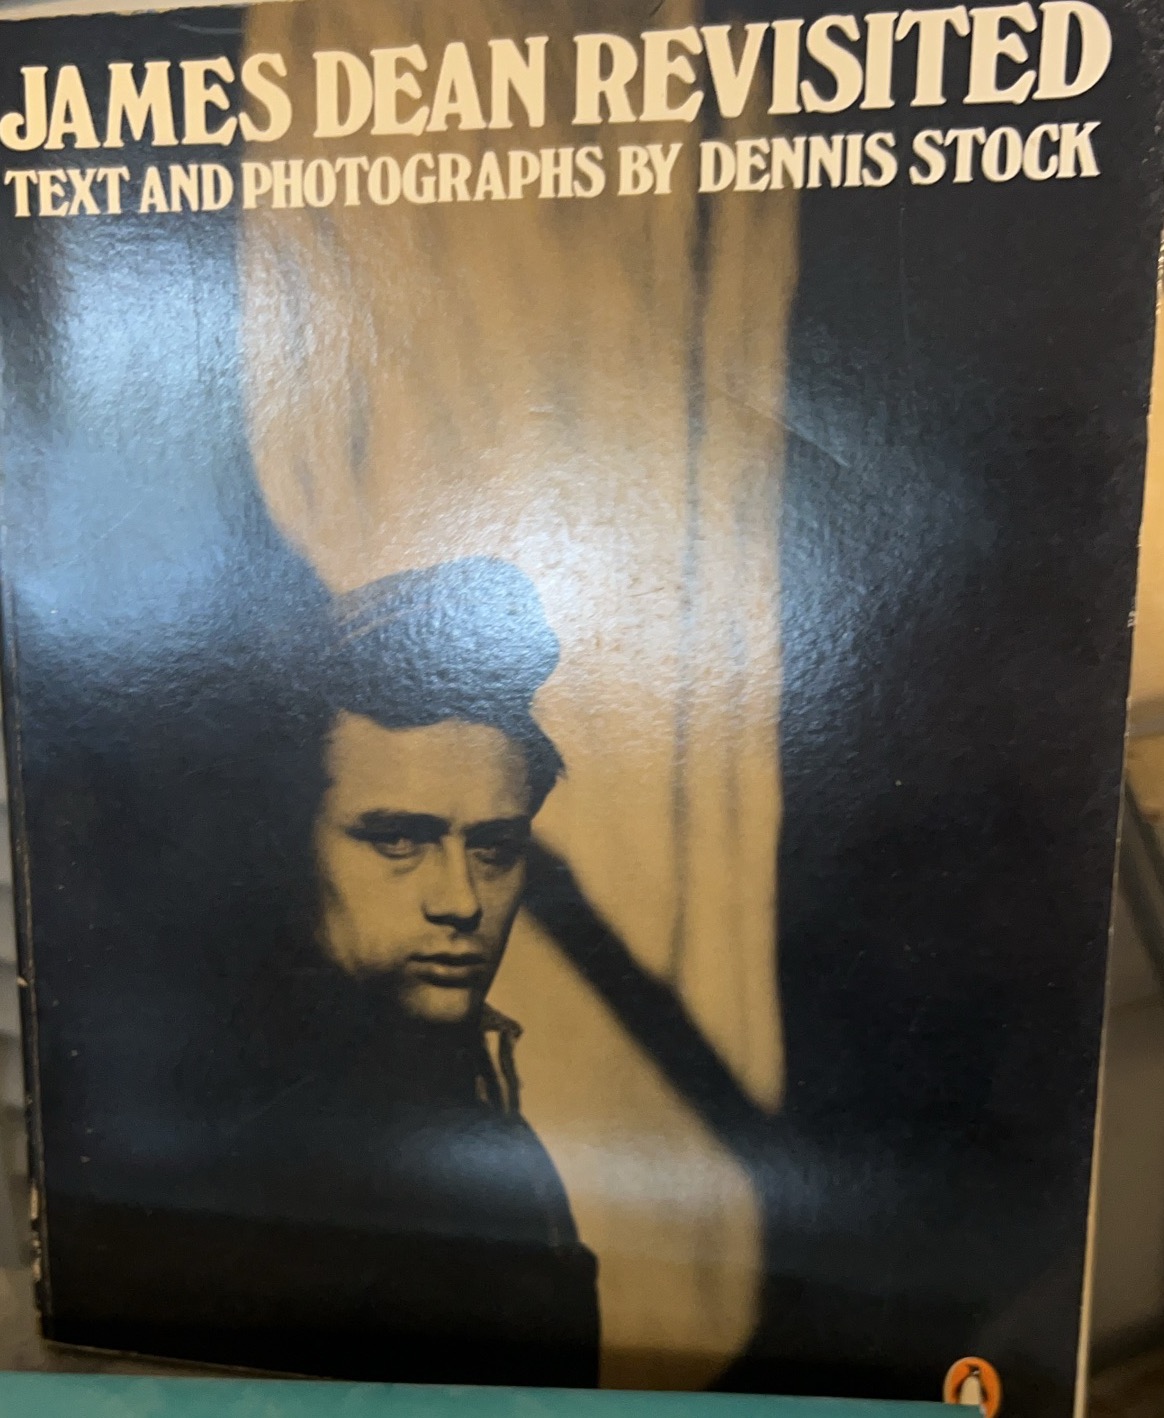 JAMES DEAN REVISITED
TEXT AND PHOTOGRAPHS BY DENNIS STOCK